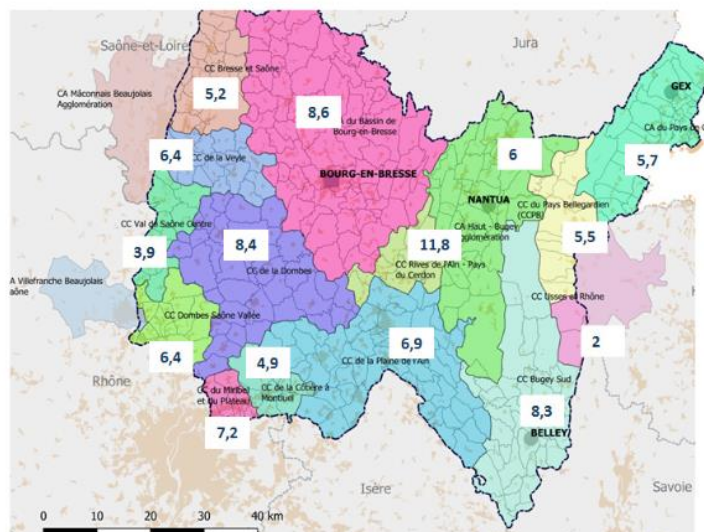 Saône-et-Loire
Jura
CC Bresse et Saône
GEX
CA Mâconnais Beaujolais
Agglomération
5,2
8,6
CA du Pays de G
du Bassin de
Bourg-en-Bresse
6
5,7
6,4
CC de la Veyle
BOURG-EN-BRESSE
NANTUA
CC du Pays Bellegardien
(CCPB)
CC Val de Saône Centre
CA Haut - Bugey
Agglomération
3,9
8,4
11,8
5,5
CC de la Dombes
CC Rives de l'Ain - Pays
du Cerdon
A Villefranche Beaujolais
aône
CC Usses et Rhône
CC Dombes Saône Vallée
6,4
4,9
6,9
2
CC de la Plaine de l'Ain
Rhône
CC du Miribel
et du Plateau
CC de la Côtière à
Montluel
CC Bugey Sud
7,2
8,3
BELLEY
Isère
Savoie
0 10 20 30 40 km